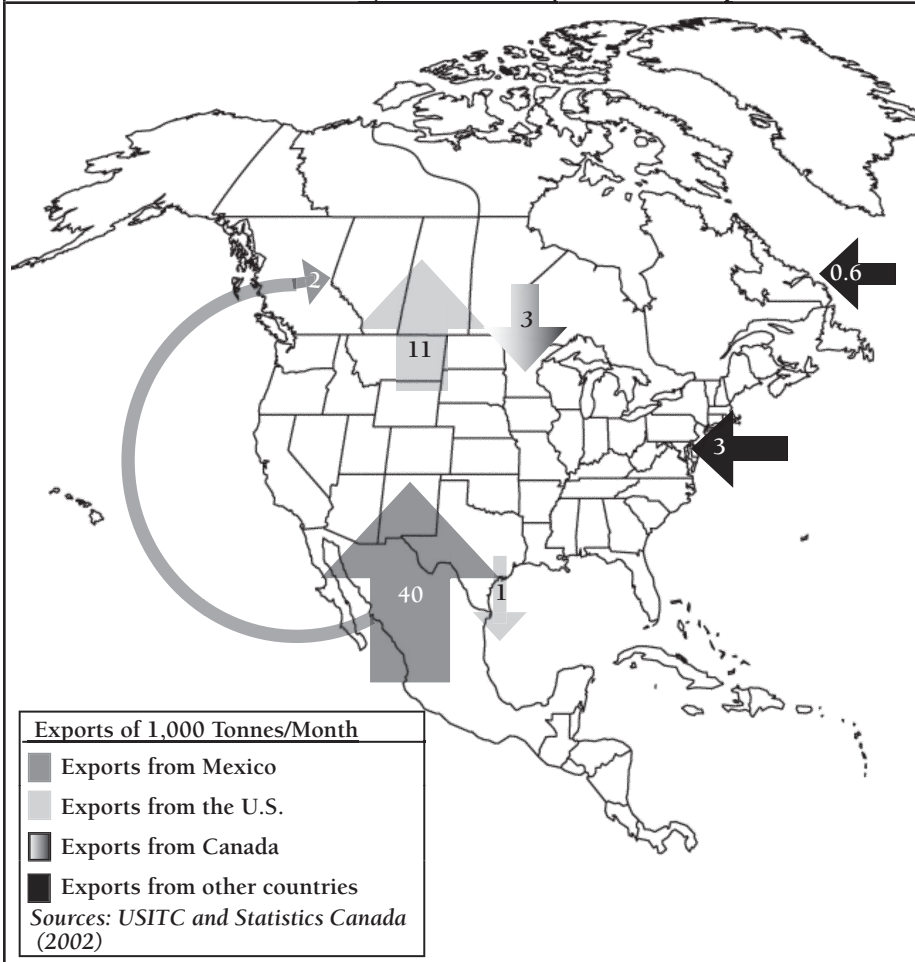 2
0.6
3
11
3
40
1
Exports of 1,000 Tonnes/Month
Exports from Mexico
Exports from the U.S.
Exports from Canada
Exports from other countries
Sources: USITC and Statistics Canada
(2002)